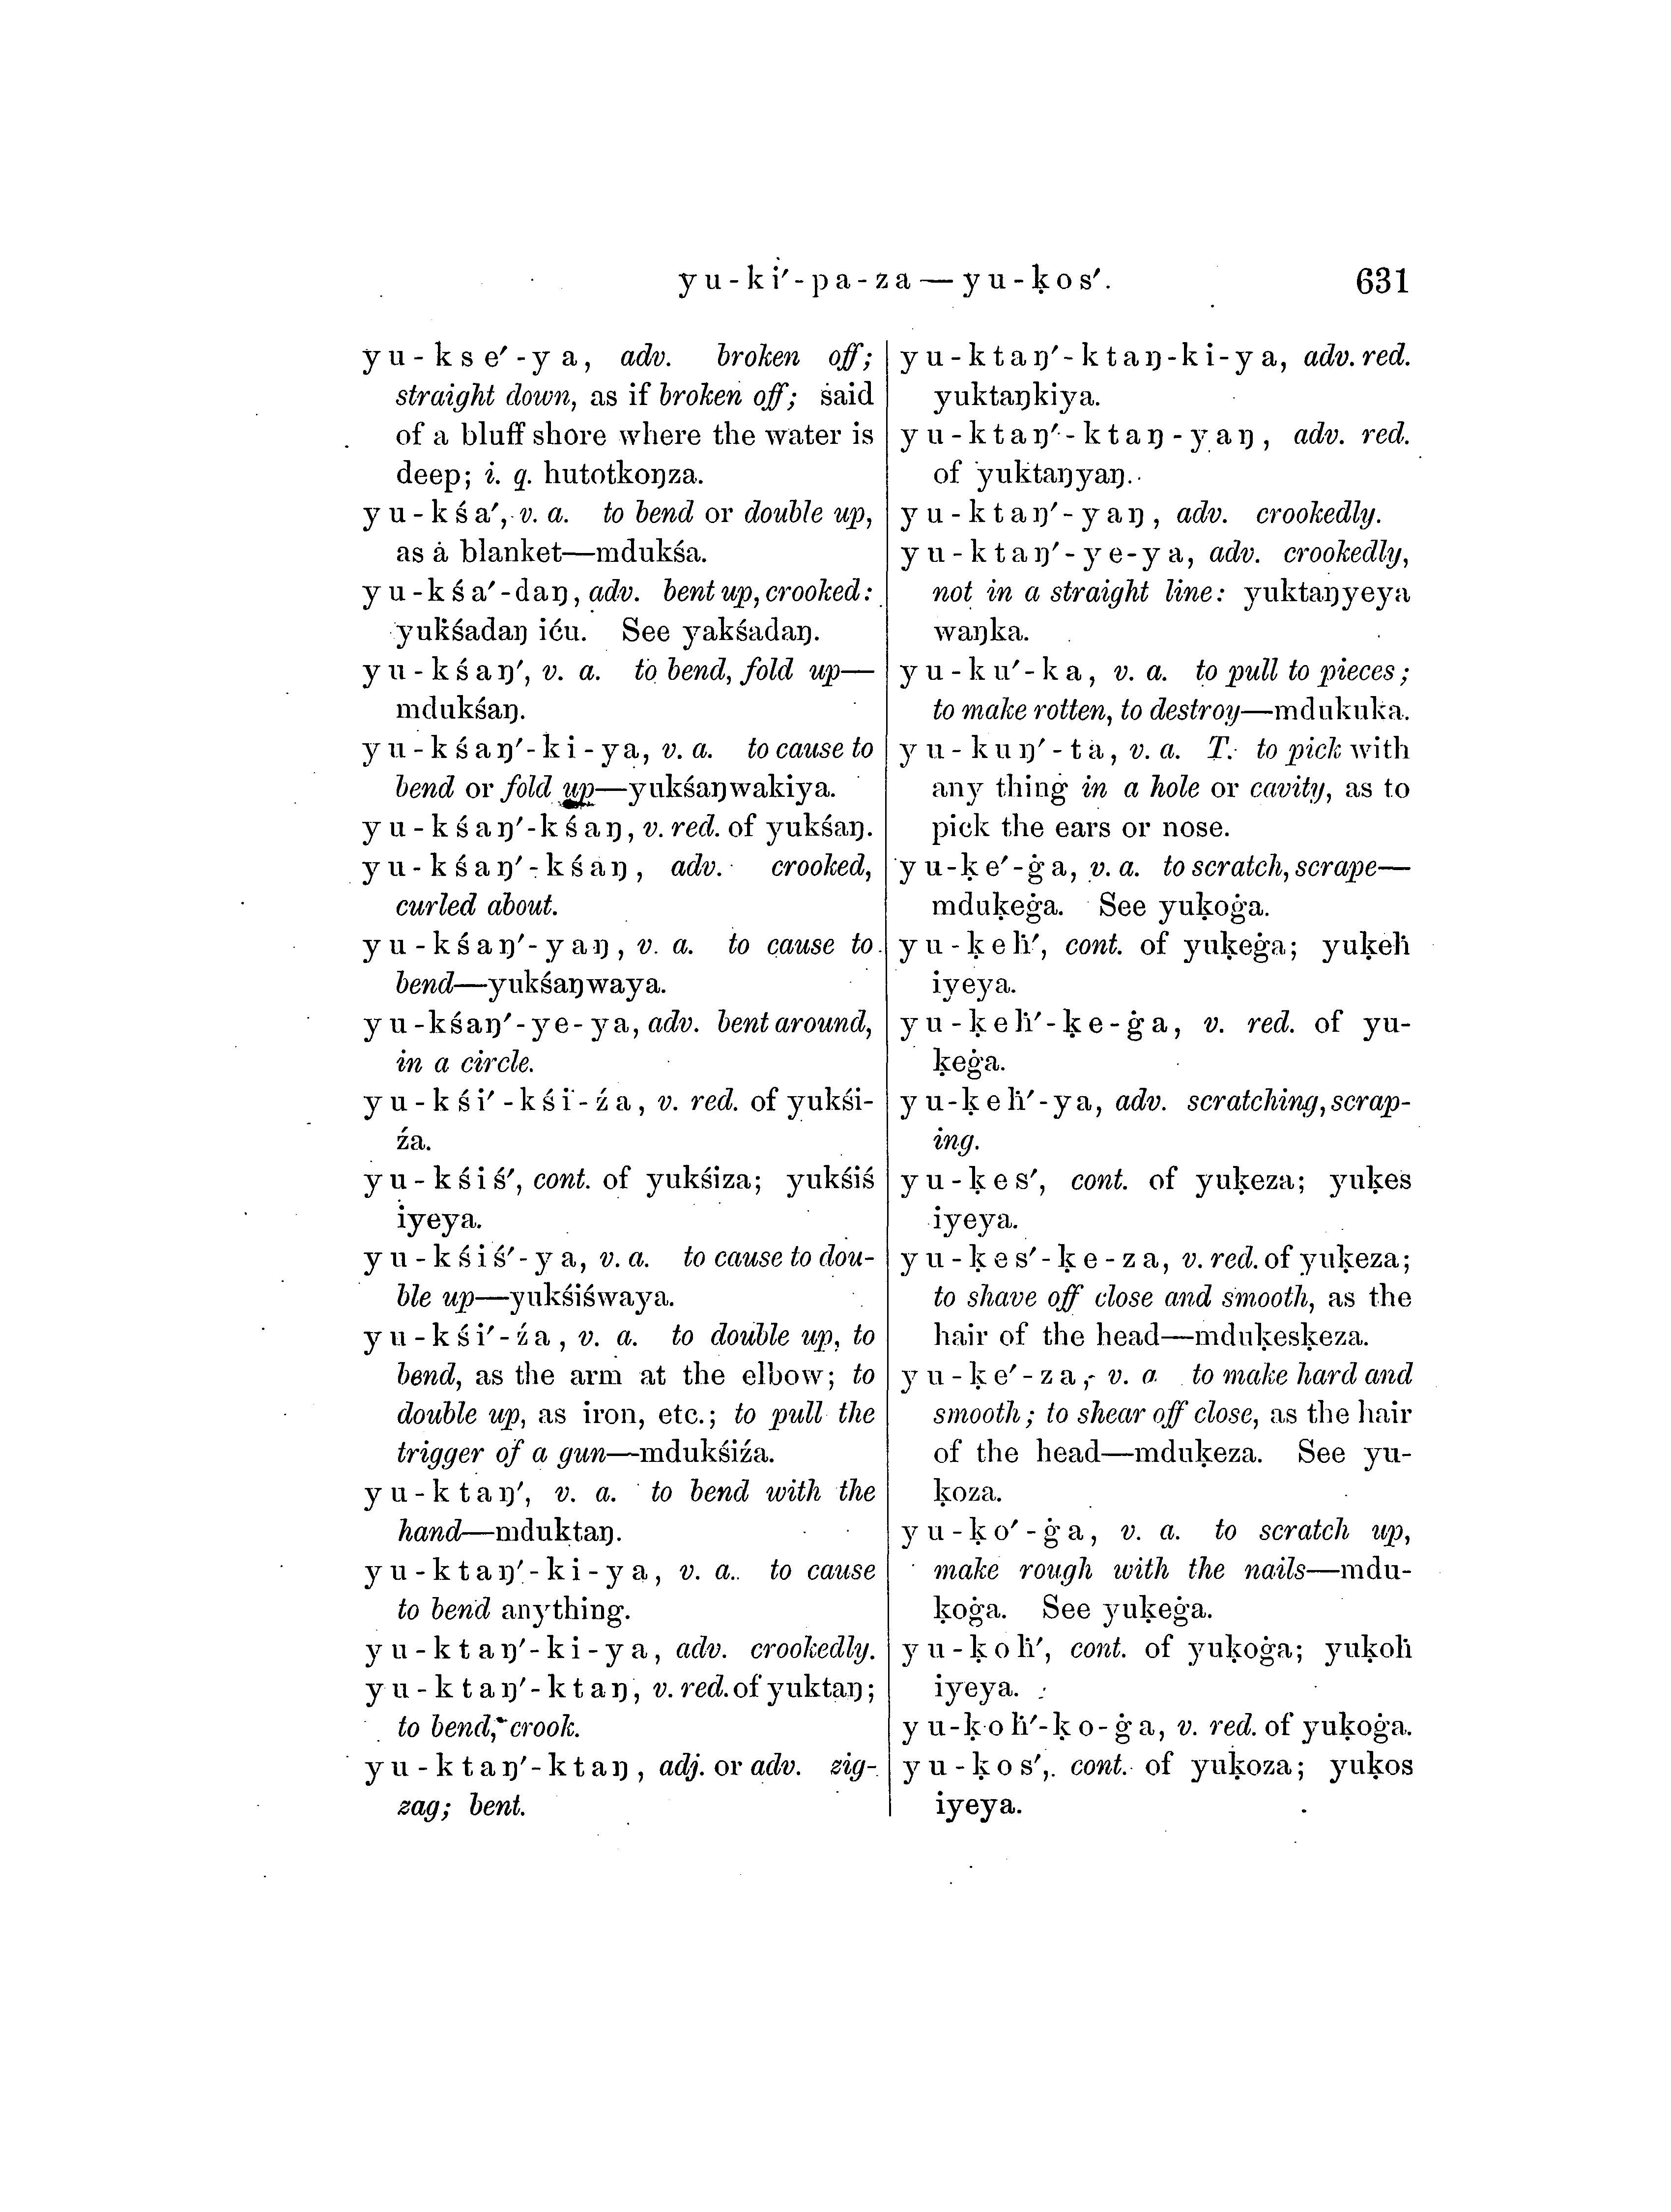 yu-ki′-pa-za—yu-ḳos′. 631
yu-kse′-ya, adv. broken off;
straight down, as if broken off; said
of a bluff shore where the water is
deep; i. q. hutotkoŋza.
yu-kśa′, v. a. to bend or double up,
as a blanket—mdukśa.
yu-kśa′-daŋ, adv. bent up, crooked:
yukśadaŋ iću. See yakśadaŋ.
yu-kśaŋ′, v. a. to bend, fold up—
mdukśaŋ.
yu-kśaŋ′-ki-ya, v. a. to cause to
bend or fold up—yukśaŋwakiya.
yu-kśaŋ′-kśaŋ, v. red. of yukśaŋ.
yu-kśaŋ′-kśaŋ, adv. crooked,
curled about.
yu-kśaŋ′-yaŋ, v. a. to cause to
bend—yukśaŋwaya.
yu-kśaŋ′-ye-ya, adv. bent around,
in a circle.
yu-kśi′-kśi-źa, v. red. of yukśi-
źa.
yu-kśiś′, cont. of yukśiza; yukśiś
iyeya.
yu-kśiś′-ya, v. a. to cause to dou-
ble up—yukśiśwaya.
yu-kśi′-źa, v. a. to double up, to
bend, as the arm at the elbow; to
double up, as iron, etc.; to pull the
trigger of a gun—mdukśiźa.
yu-ktaŋ′, v. a. to bend with the
hand—mduktaŋ.
yu-ktaŋ′-ki-ya, v. a. to cause
to bend anything.
yu-ktaŋ′-ki-ya, adv. crookedly.
yu-ktaŋ′-ktaŋ, v. red. of yuktaŋ;
to bend, crook.
yu-ktaŋ′-ktaŋ, adj. or adv. zig-
zag; bent.
yu-ktaŋ′-ktaŋ-ki-ya, adv. red.
yuktaŋkiya.
yu-ktaŋ′-ktaŋ-yaŋ, adv. red.
of yuktaŋyaŋ.
yu-ktaŋ′-yaŋ, adv. crookedly.
yu-ktaŋ′-ye-ya, adv. crookedly,
not in a straight line: yuktaŋyeya
waŋka.
yu-ku′-ka, v. a. to pull to pieces;
to make rotten, to destroy—mdukuka.
yu-kuŋ′-ta, v. a. T. to pick with
any thing in a hole or cavity, as to
pick the ears or nose.
yu-ḳe′-ġa, v. a. to scratch, scrape—
mduḳeġa. See yuḳoġa.
yu-ḳeḣ′, cont. of yuḳeġa; yuḳeḣ
iyeya.
yu-ḳeḣ′-ḳe-ġa, v. red. of yu-
ḳeġa.
yu-ḳeḣ′-ya, adv. scratching, scrap-
ing.
yu-ḳes′, cont. of yuḳeza; yuḳes
iyeya.
yu-ḳes′-ḳe-za, v. red. of yuḳeza;
to shave off close and smooth, as the
hair of the head—mduḳesḳeza.
yu-ḳe′-za, v. a to make hard and
smooth; to shear off close, as the hair
of the head—mduḳeza. See yu-
ḳoza.
yu-ḳo′-ġa, v. a. to scratch up,
make rough with the nails—mdu-
ḳoġa. See yuḳeġa.
yu-ḳoḣ′, cont. of yuḳoġa; yuḳoḣ
iyeya.
yu-ḳoḣ′-ḳo-ġa, v. red. of yuḳoġa.
yu-ḳos′, cont. of yuḳoza; yuḳos
iyeya.